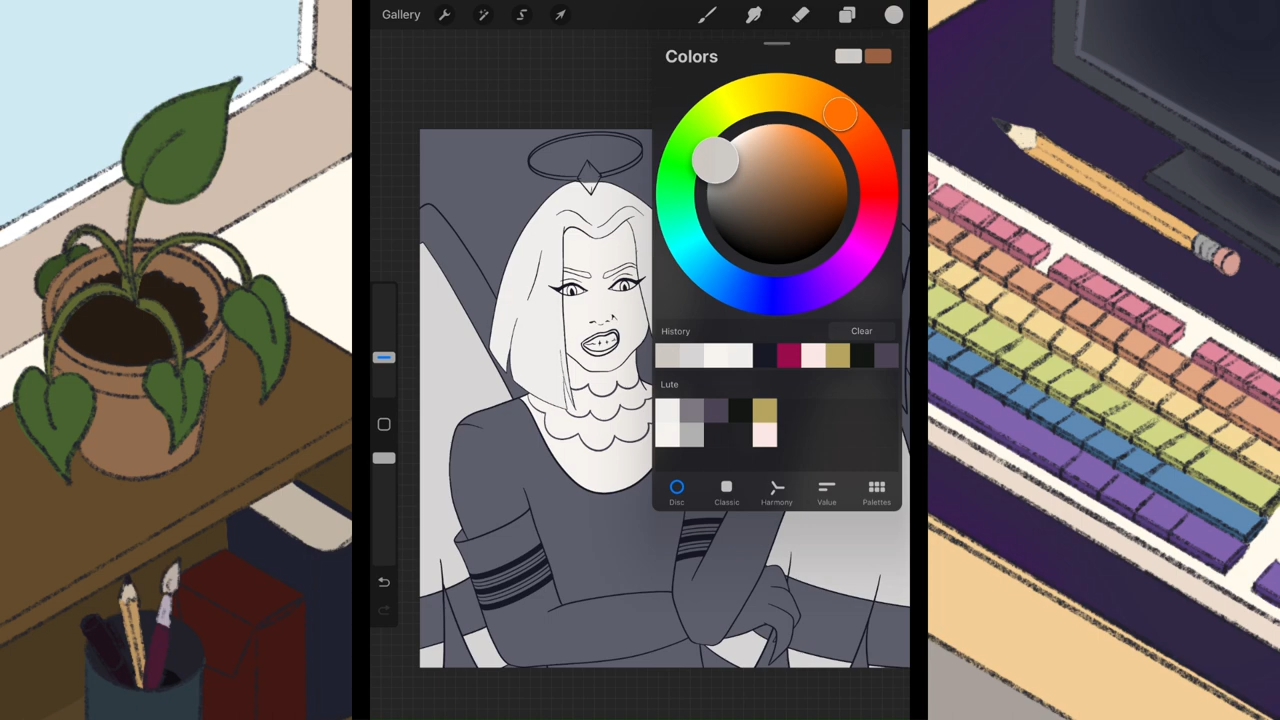 Gallery
Colors
History
Clear
Lute
Disc
Classic
Harmony
Value
Palettes